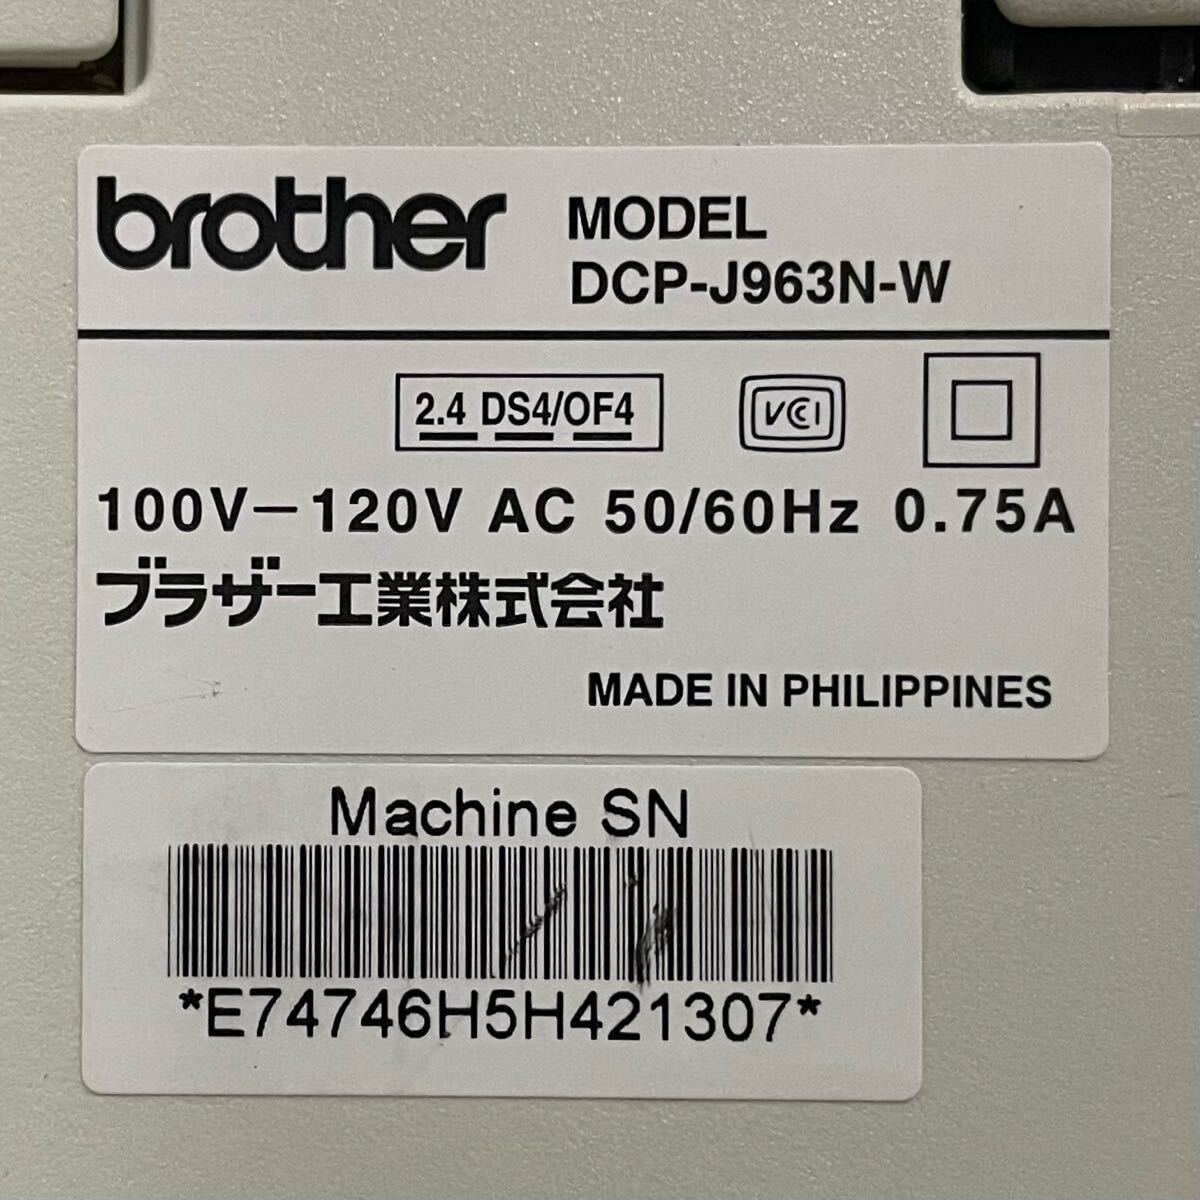 brother
MODEL
DCP-J963N-W
2.4 DS4/OF4
VCCI
100V－120V AC 50/60Hz 0.75A
ブラザー工業株式会社
MADE IN PHILIPPINES
Machine SN
*E74746H5H421307*